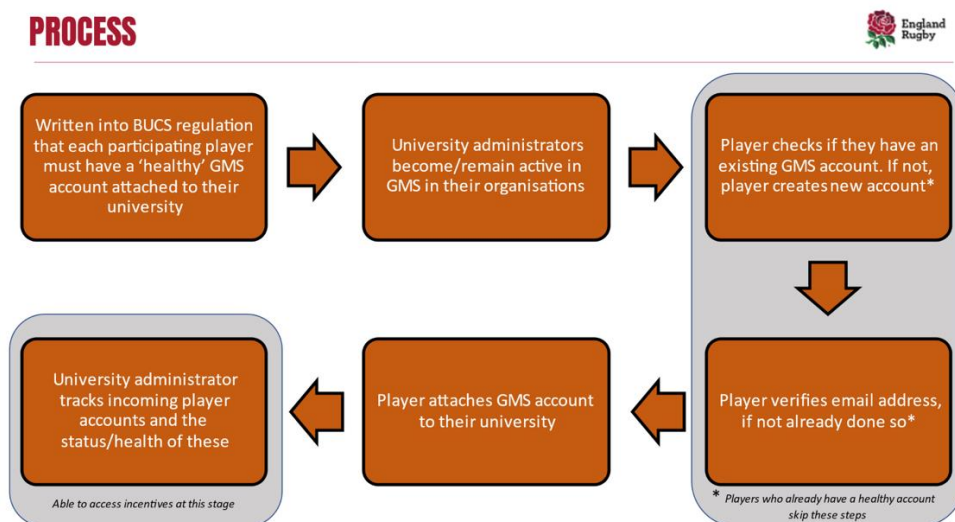 PROCESS
England
Rugby
Written into BUCS regulation
that each participating player
must have a ‘healthy’ GMS
account attached to their
university
University administrators
become/remain active in
GMS in their organisations
Player checks if they have an
existing GMS account. If not,
player creates new account*
Player verifies email address,
if not already done so*
* Players who already have a healthy account
skip these steps
Player attaches GMS account
to their university
University administrator
tracks incoming player
accounts and the
status/health of these
Able to access incentives at this stage